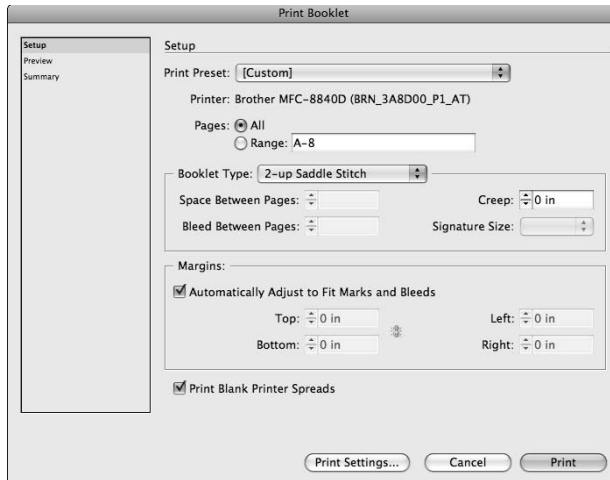 Print Booklet
Setup
Preview
Summary
Setup
Print Preset: [Custom]
Printer: Brother MFC-8840D (BRN_3A8D00_P1_AT)
Pages: All
Range: A-8
Booklet Type: 2-up Saddle Stitch
Space Between Pages: Creep: 0 in
Bleed Between Pages: Signature Size:
Margins:
Automatically Adjust to Fit Marks and Bleeds
Top: 0 in Left: 0 in
Bottom: 0 in Right: 0 in
Print Blank Printer Spreads
Print Settings... Cancel Print